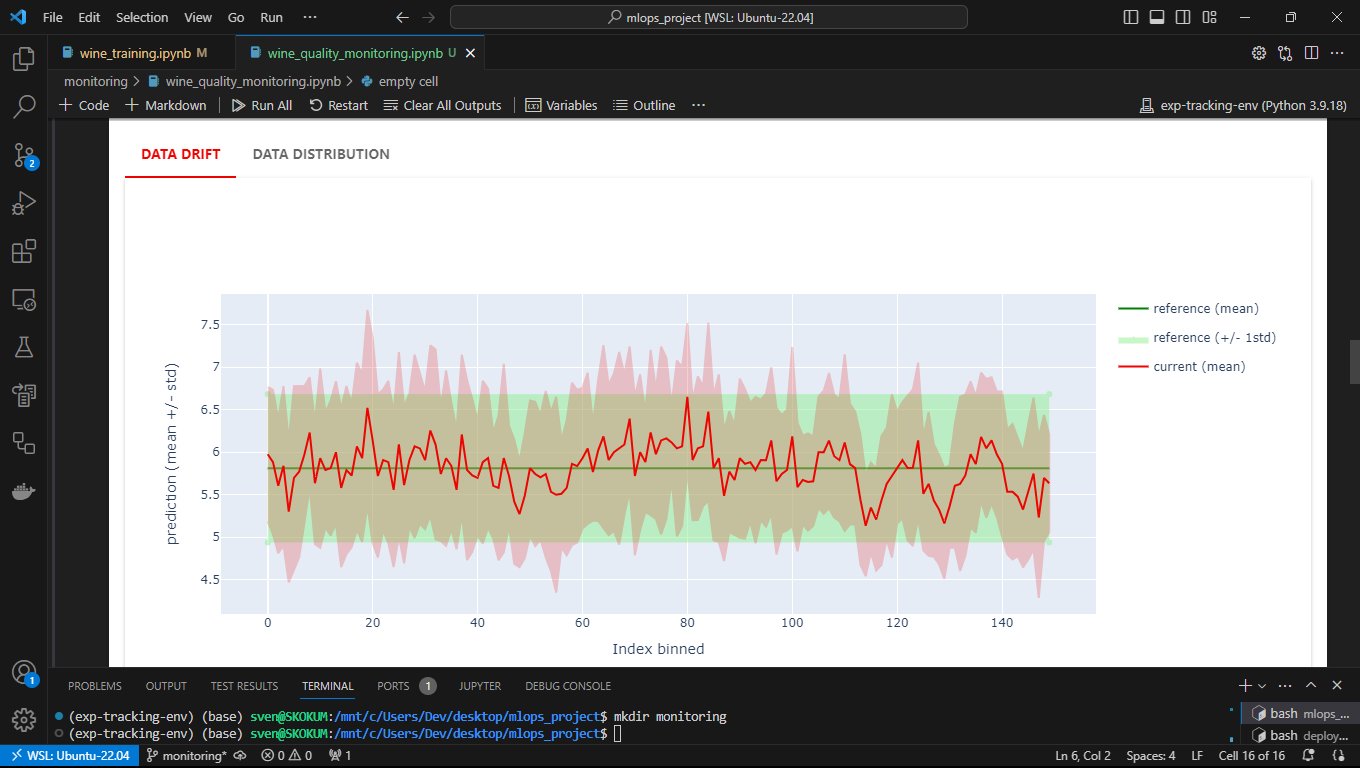 File Edit Selection View Go Run ··· mlops_project [WSL: Ubuntu-22.04]
wine_training.ipynb M wine_quality_monitoring.ipynb U
monitoring > wine_quality_monitoring.ipynb > empty cell
+ Code + Markdown Run All Restart Clear All Outputs Variables Outline ··· exp-tracking-env (Python 3.9.18)
DATA DRIFT DATA DISTRIBUTION
reference (mean)
reference (+/- 1std)
current (mean)
prediction (mean +/- std)
7.5
7
6.5
6
5.5
5
4.5
0 20 40 60 80 100 120 140
Index binned
2
1
PROBLEMS OUTPUT TEST RESULTS TERMINAL PORTS 1 JUPYTER DEBUG CONSOLE
(exp-tracking-env) (base) sven@SKOKUM:/mnt/c/Users/Dev/desktop/mlops_project$ mkdir monitoring
(exp-tracking-env) (base) sven@SKOKUM:/mnt/c/Users/Dev/desktop/mlops_project$
bash mlops_...
bash deploy...
WSL: Ubuntu-22.04 monitoring* 0 0 1 Ln 6, Col 2 Spaces: 4 LF Cell 16 of 16